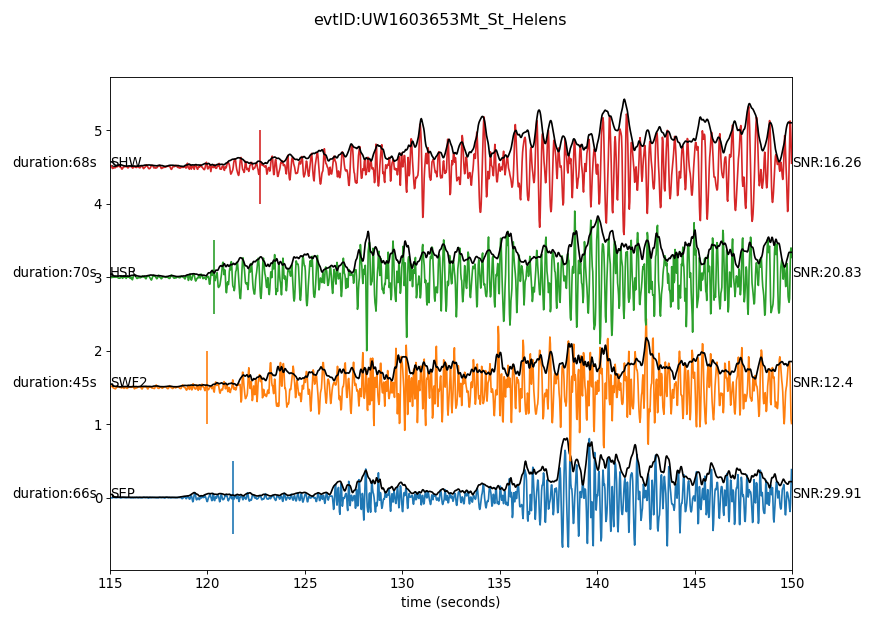 evtID:UW1603653Mt_St_Helens
5
duration:68s SHW SNR:16.26
4
duration:70s HSR SNR:20.83
3
2
duration:45s SWF2 SNR:12.4
1
duration:66s SEP SNR:29.91
0
115 120 125 130 135 140 145 150
time (seconds)